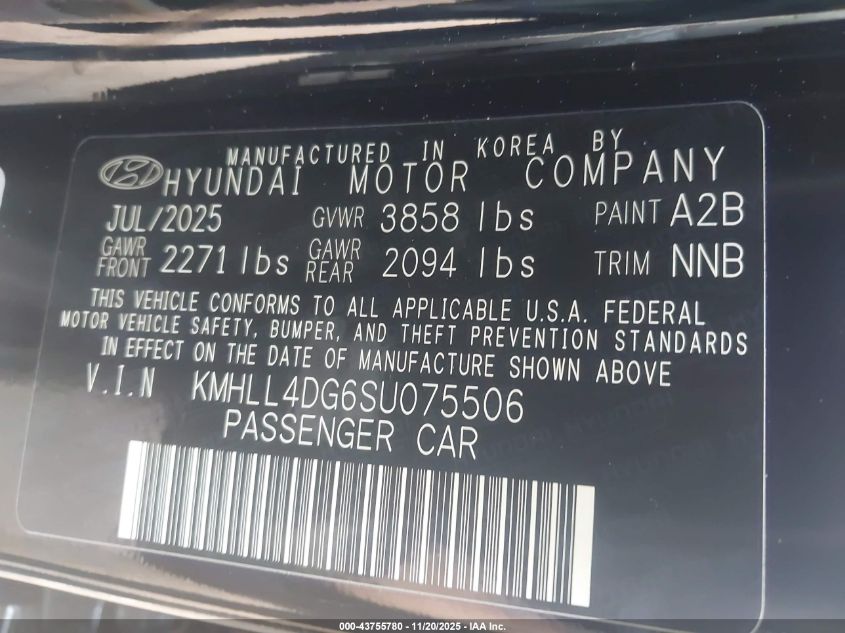 MANUFACTURED IN KOREA BY
HYUNDAI MOTOR COMPANY
JUL/2025 GVWR 3858 lbs PAINT A2B
GAWR FRONT 2271 lbs GAWR REAR 2094 lbs TRIM NNB
THIS VEHICLE CONFORMS TO ALL APPLICABLE U.S.A. FEDERAL
MOTOR VEHICLE SAFETY, BUMPER, AND THEFT PREVENTION STANDARDS
IN EFFECT ON THE DATE OF MANUFACTURE SHOWN ABOVE
V.I.N KMHLL4DG6SU075506
PASSENGER CAR
000-43755780 - 11/20/2025 - IAA Inc.